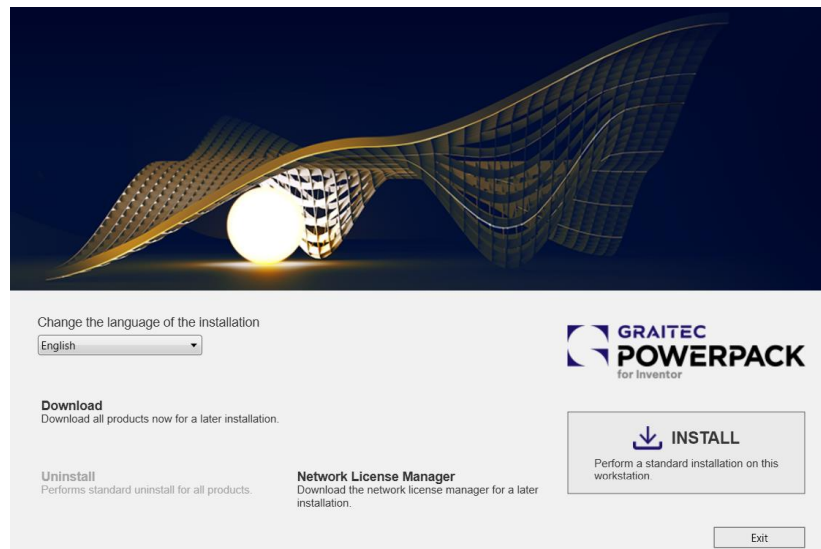 Change the language of the installation
English
GRAITEC
POWERPACK
for Inventor
Download
Download all products now for a later installation.
INSTALL
Perform a standard installation on this
workstation.
Uninstall
Performs standard uninstall for all products.
Network License Manager
Download the network license manager for a later
installation.
Exit